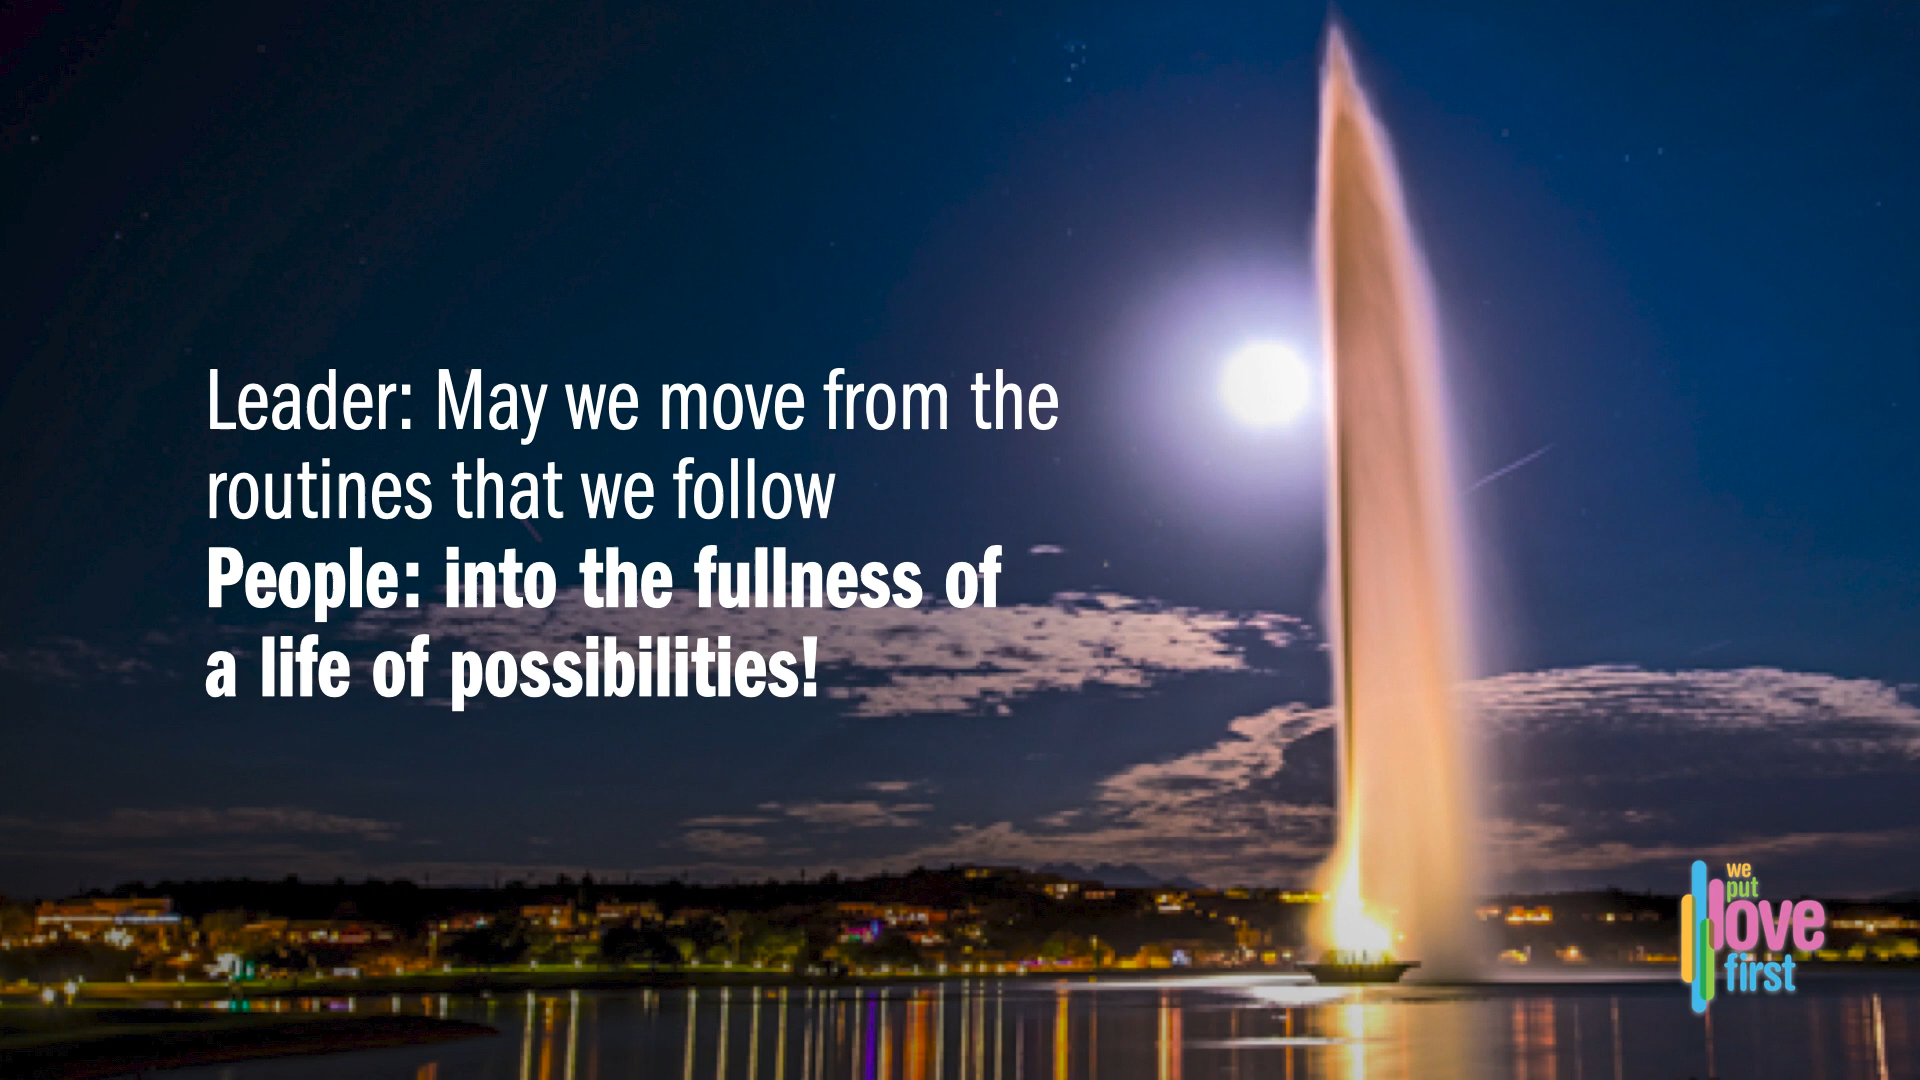 Leader: May we move from the
routines that we follow
People: into the fullness of
a life of possibilities!
we
put
love
first